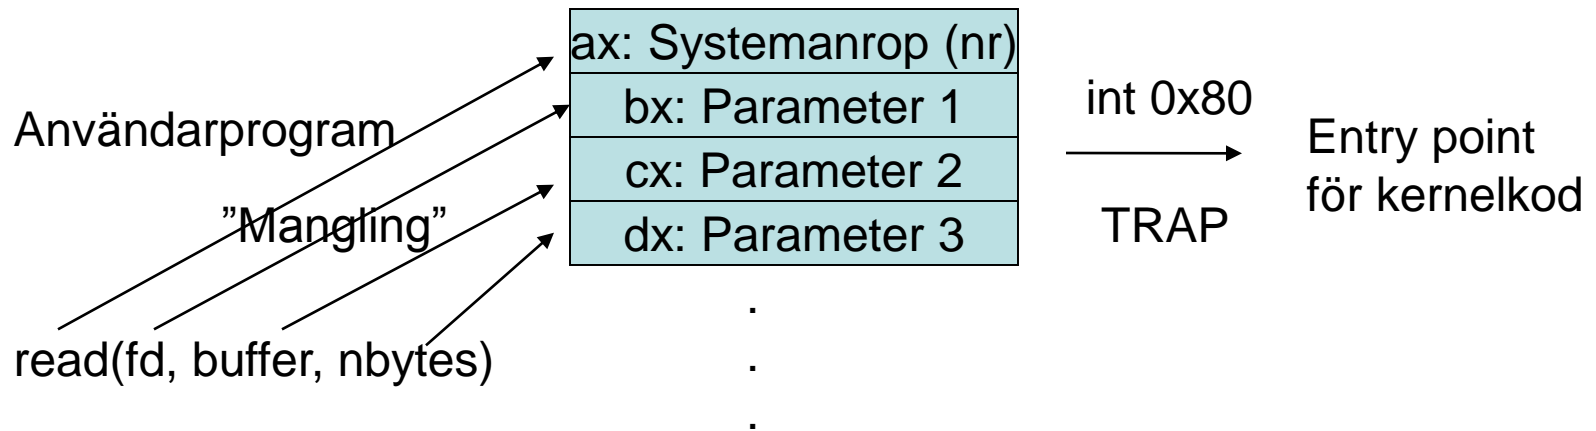 ax: Systemanrop (nr)
bx: Parameter 1
int 0x80
Användarprogram
Entry point
cx: Parameter 2
för kernelkod
”Mangling”
dx: Parameter 3
TRAP
.
read(fd, buffer, nbytes)
.
.